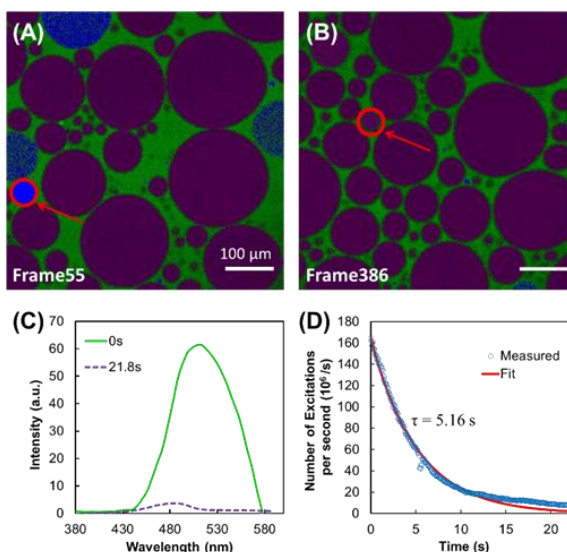 (A)
Frame55
100 µm
(B)
Frame386
(C)
Intensity (a.u.)
70
60
50
40
30
20
10
0
0s
21.8s
380 430 480 530 580
Wavelength (nm)
(D)
Number of Excitations
per second (10⁶ /s)
180
160
140
120
100
80
60
40
20
0
Measured
Fit
τ = 5.16 s
0 5 10 15 20
Time (s)